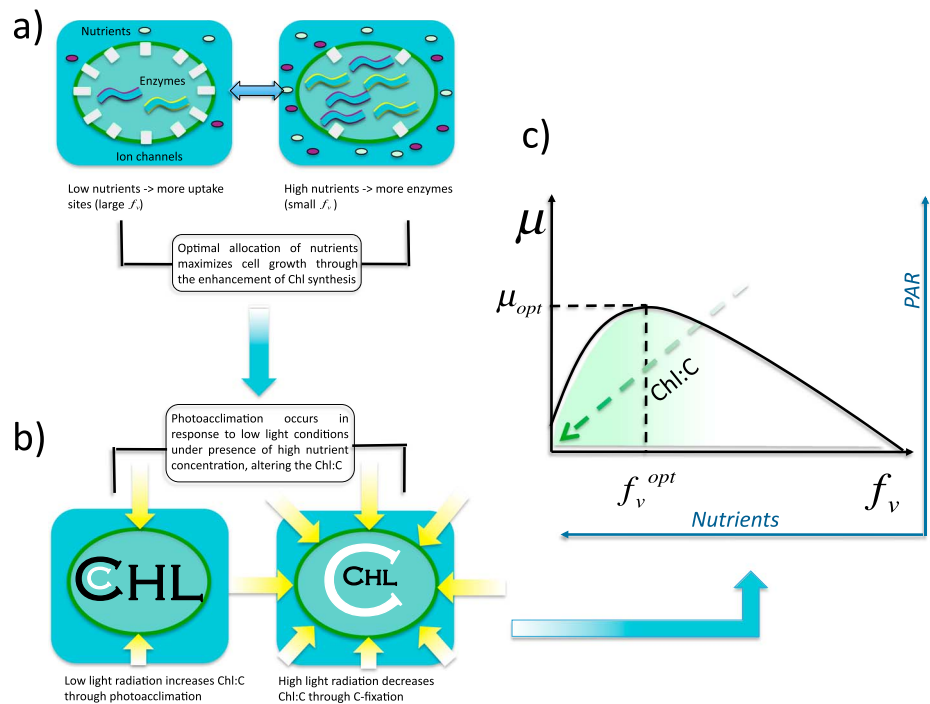 a)
Nutrients
Enzymes
Ion channels
Low nutrients -> more uptake
sites (large fᵥ)
High nutrients -> more enzymes
(small fᵥ )
Optimal allocation of nutrients
maximizes cell growth through
the enhancement of Chl synthesis
b)
Photoacclimation occurs in
response to low light conditions
under presence of high nutrient
concentration, altering the Chl:C
C CHL
C CHL
Low light radiation increases Chl:C
through photoacclimation
High light radiation decreases
Chl:C through C-fixation
c)
μ
μopt
Chl:C
fᵥ opt
fᵥ
Nutrients
PAR